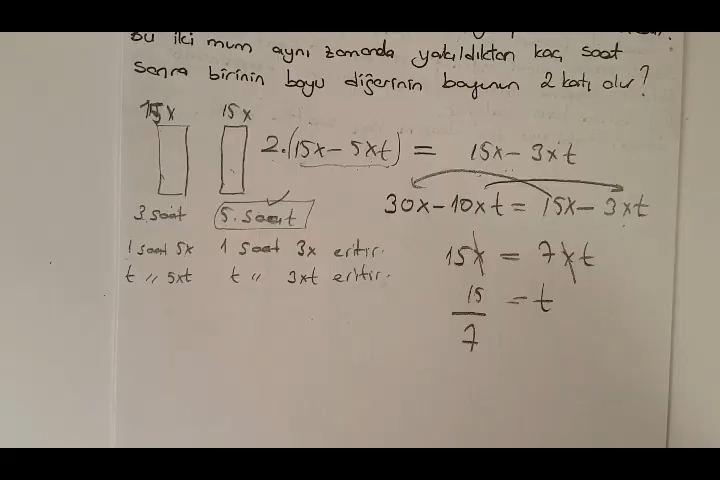 bu iki mum aynı zamanda yakıldıktan kaç saat
sonra birinin boyu diğerinin boyunun 2 katı olur?
15x 15x
2.(15x - 5xt) = 15x - 3xt
3.saat 5.saat
30x - 10xt = 15x - 3xt
1 saat 5x 1 saat 3x eritir.
t " 5xt t " 3xt eritir.
15x = 7xt
15/7 = t